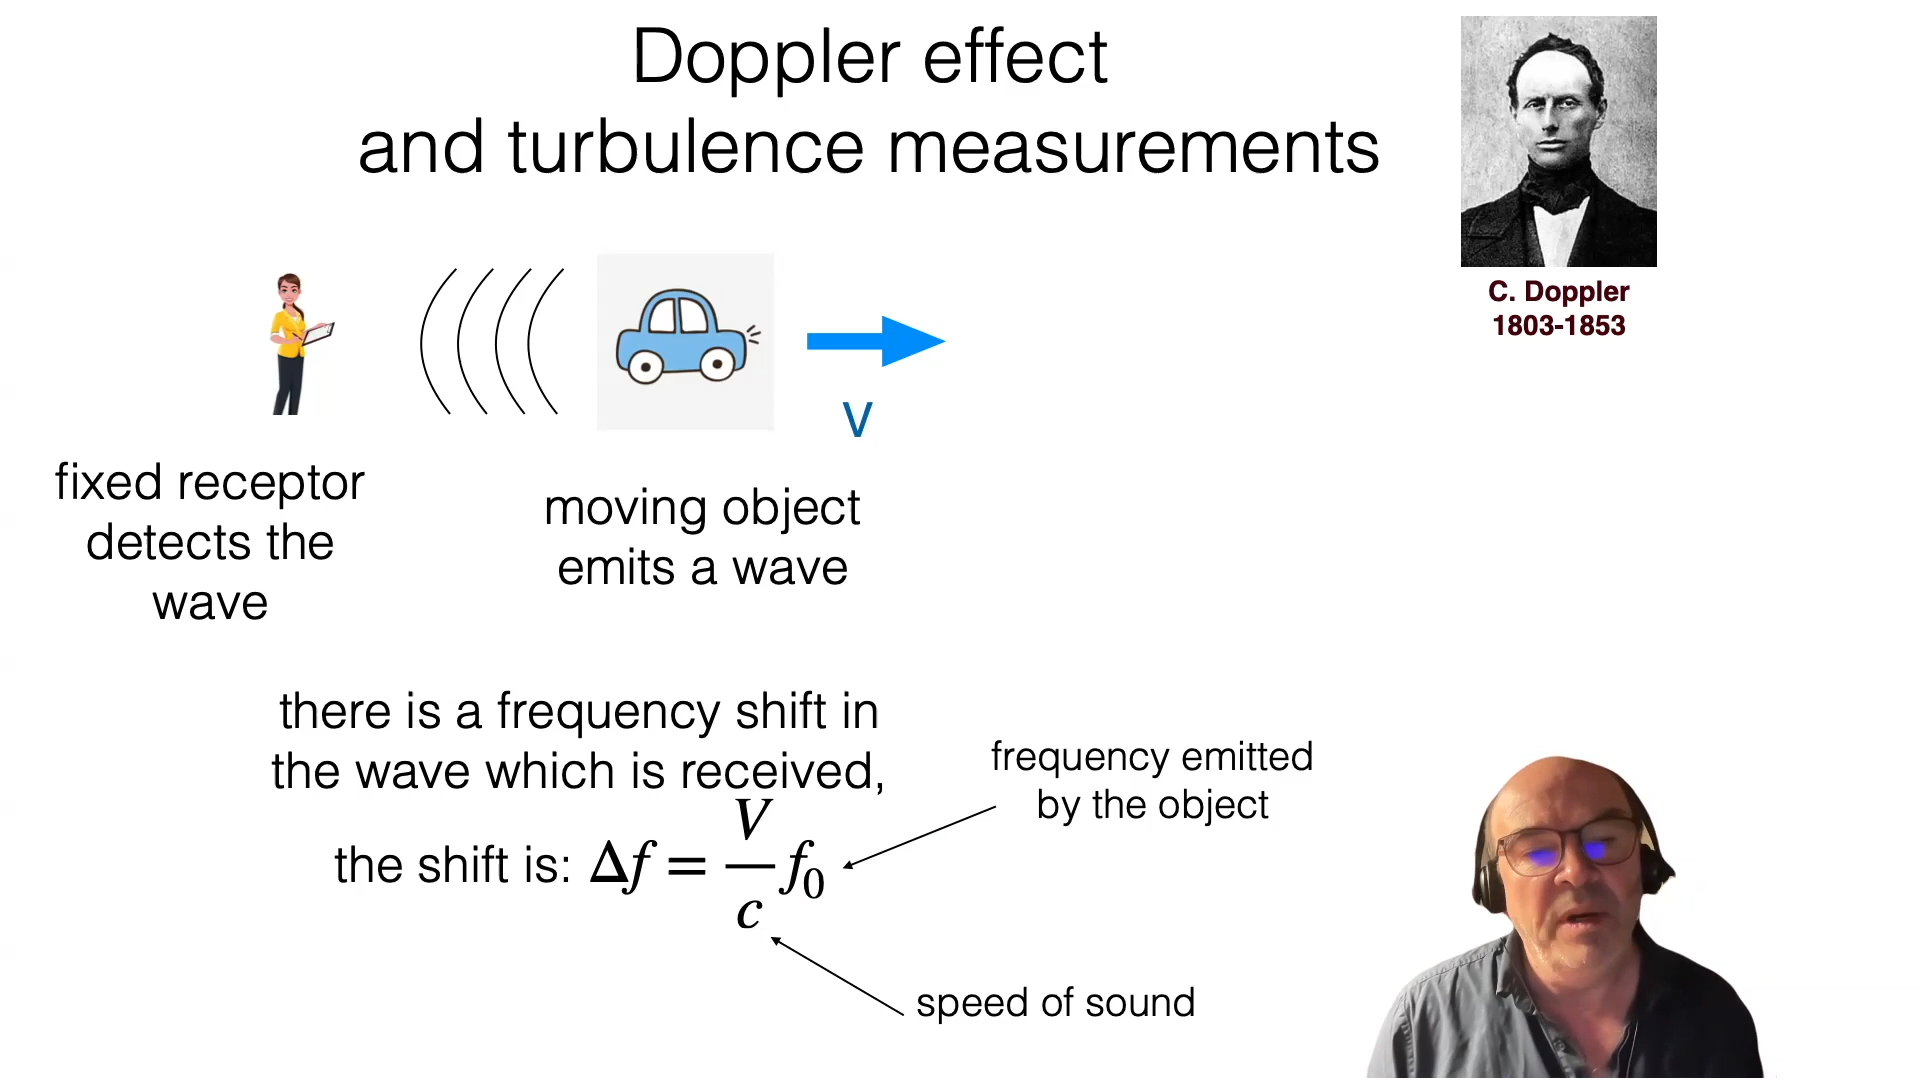 Doppler effect
and turbulence measurements
C. Doppler
1803-1853
V
fixed receptor
detects the
wave
moving object
emits a wave
there is a frequency shift in
the wave which is received,
the shift is: Δf = V/c f₀
frequency emitted
by the object
speed of sound